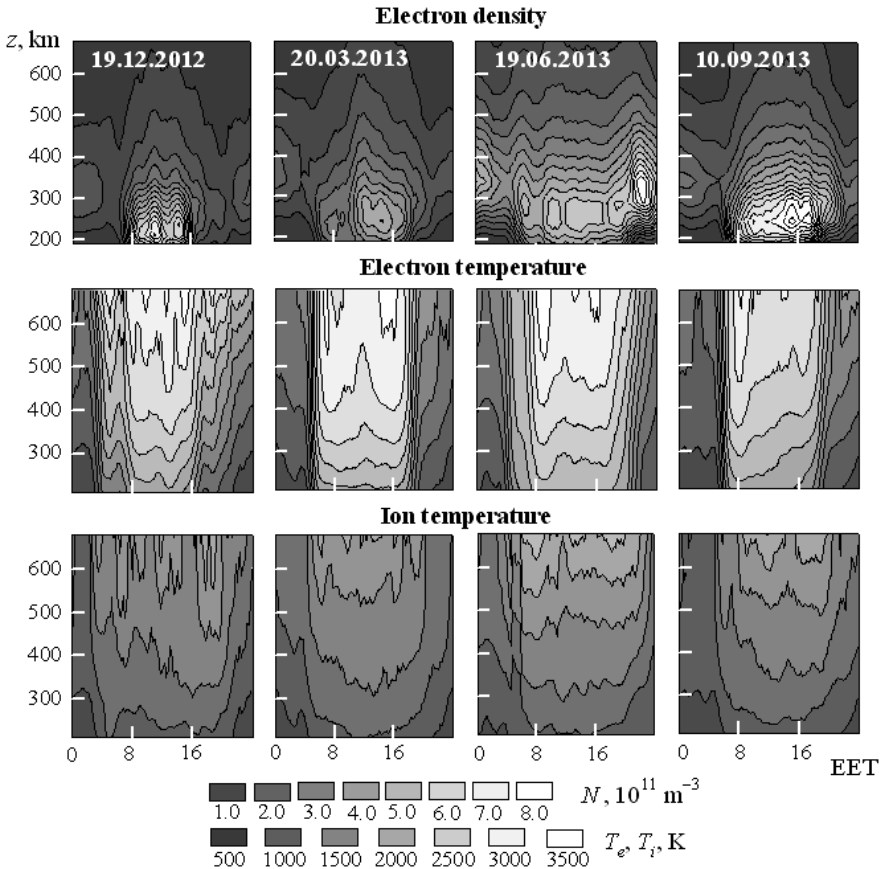 Electron density
z, km
19.12.2012 20.03.2013 19.06.2013 10.09.2013
600
500
400
300
200
Electron temperature
600
500
400
300
Ion temperature
600
500
400
300
0 8 16 0 8 16 0 8 16 0 8 16 EET
1.0 2.0 3.0 4.0 5.0 6.0 7.0 8.0 N, 10¹¹ m⁻³
500 1000 1500 2000 2500 3000 3500 Tₑ, Tᵢ, K